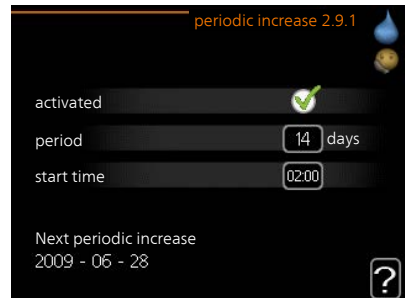 periodic increase 2.9.1
activated
period 14 days
start time 02:00
Next periodic increase
2009 - 06 - 28
?